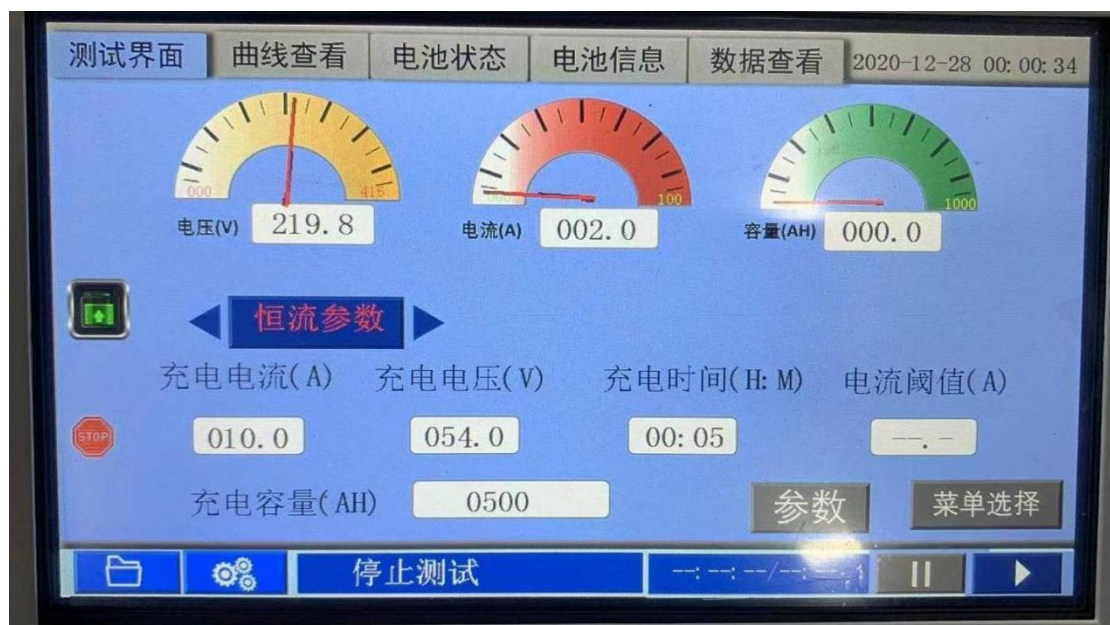 测试界面 曲线查看 电池状态 电池信息 数据查看 2020-12-28 00:00:34
000 416 100 1000
电压(V) 219.8 电流(A) 002.0 容量(AH) 000.0
恒流参数
充电电流(A) 充电电压(V) 充电时间(H:M) 电流阈值(A)
STOP 010.0 054.0 00:05 --.-
充电容量(AH) 0500 参数 菜单选择
停止测试